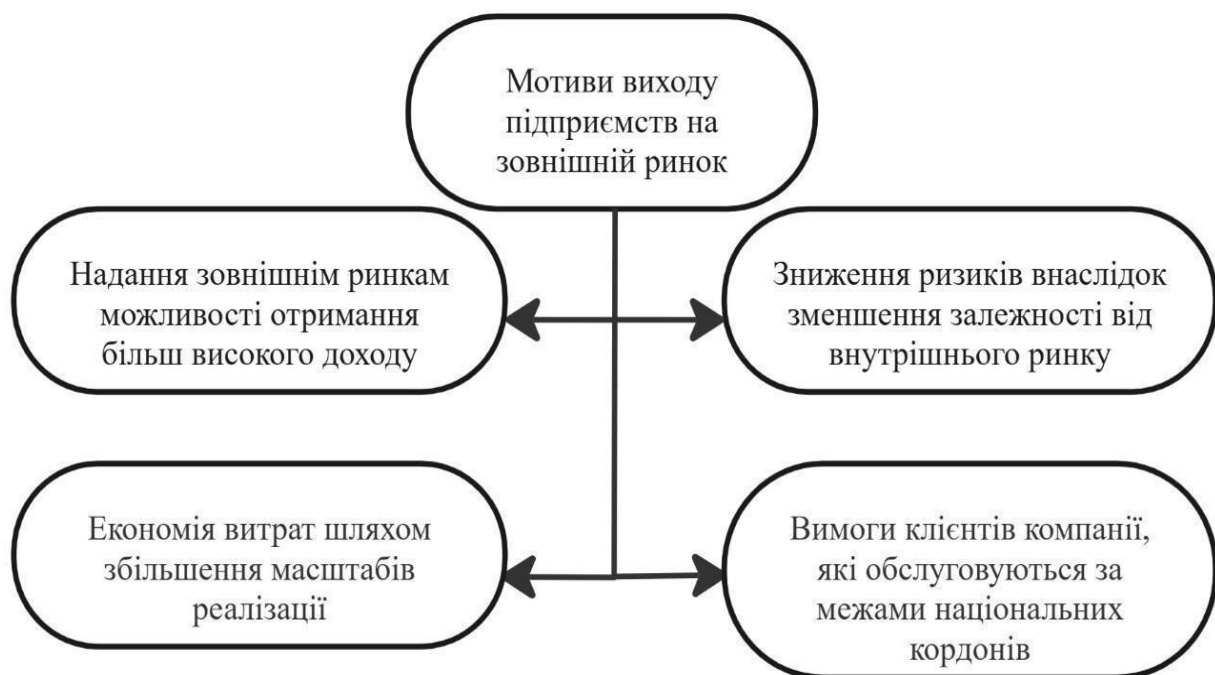 Мотиви виходу
підприємств на
зовнішній ринок
Надання зовнішнім ринкам
можливості отримання
більш високого доходу
Зниження ризиків внаслідок
зменшення залежності від
внутрішнього ринку
Економія витрат шляхом
збільшення масштабів
реалізації
Вимоги клієнтів компанії,
які обслуговуються за
межами національних
кордонів